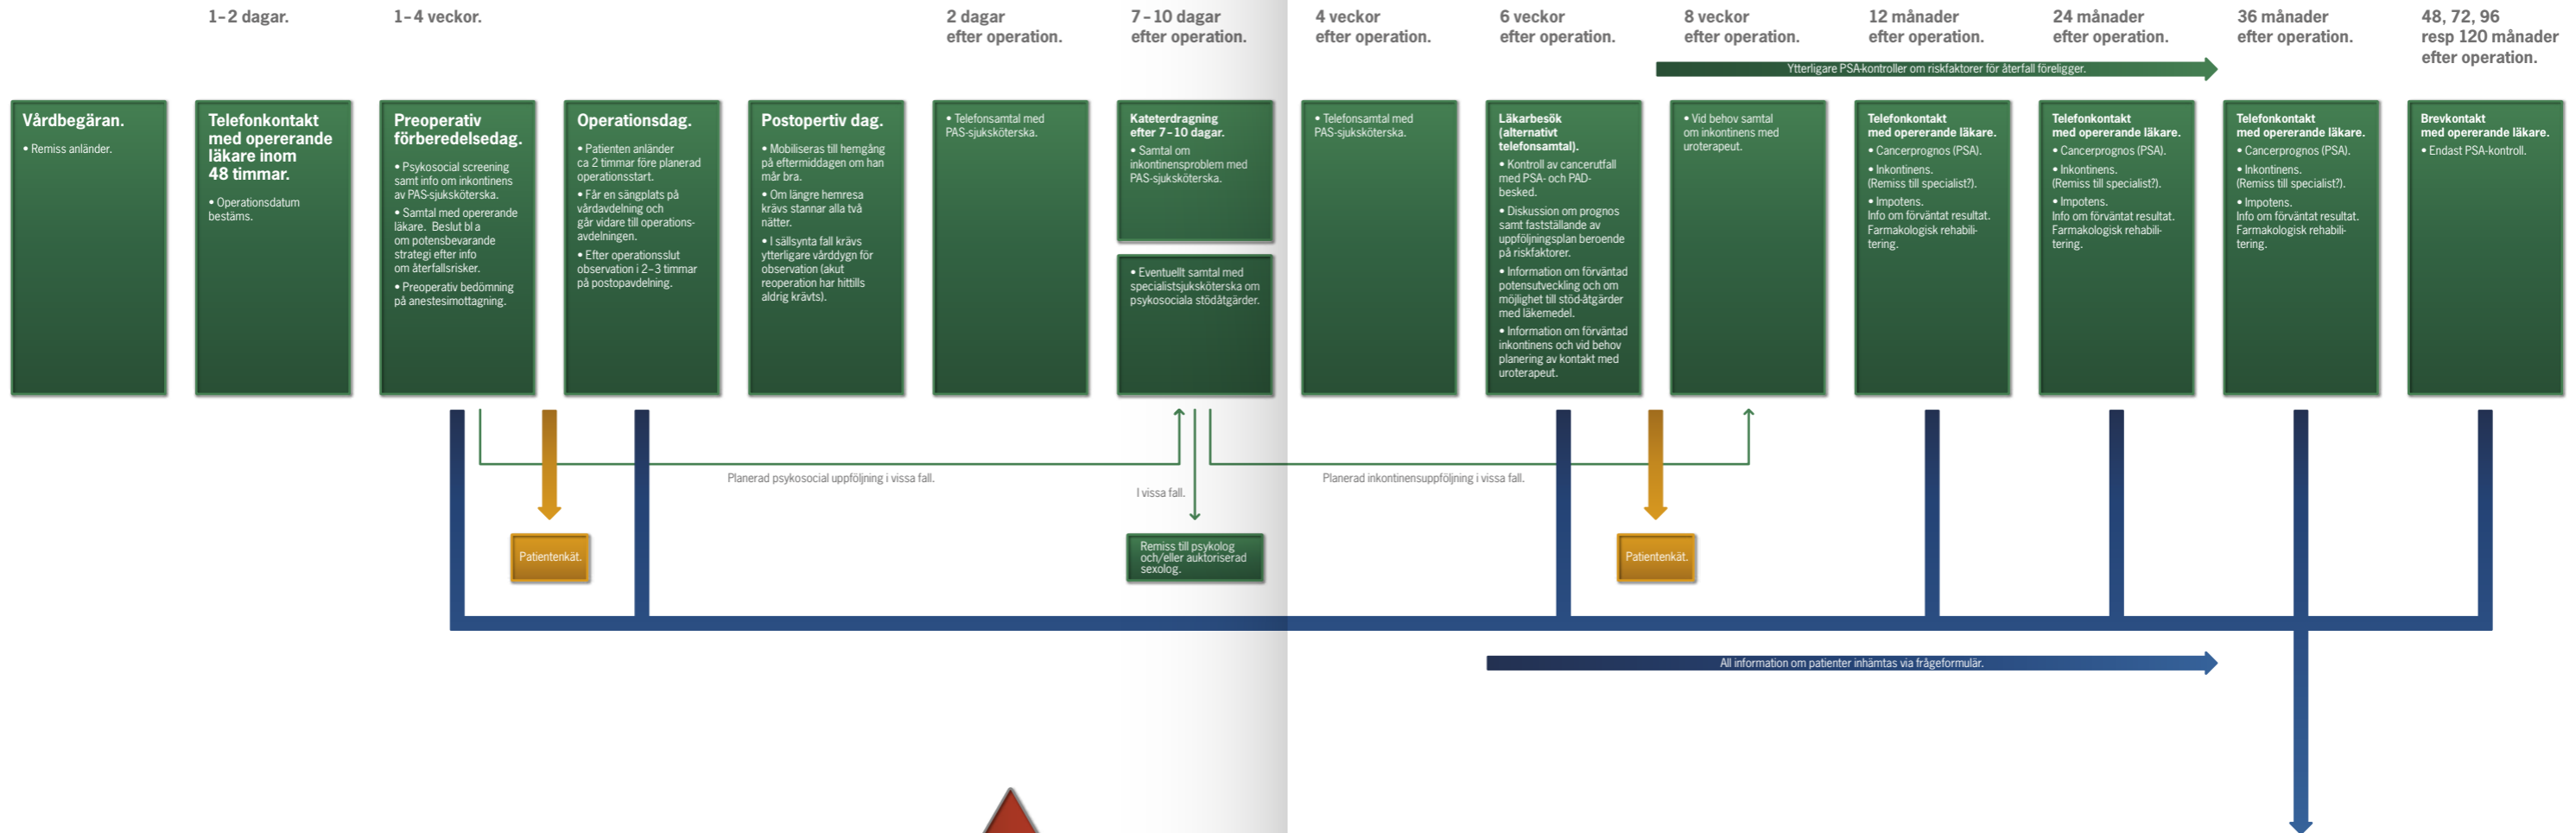 1–2 dagar.
1–4 veckor.
2 dagar
efter operation.
7–10 dagar
efter operation.
4 veckor
efter operation.
6 veckor
efter operation.
8 veckor
efter operation.
12 månader
efter operation.
24 månader
efter operation.
36 månader
efter operation.
48, 72, 96
resp 120 månader
efter operation.
Ytterligare PSA-kontroller om riskfaktorer för återfall föreligger.
Vårdbegäran.
• Remiss anländer.
Telefonkontakt
med opererande
läkare inom
48 timmar.
• Operationsdatum
bestäms.
Preoperativ
förberedelsedag.
• Psykosocial screening
samt info om inkontinens
av PAS-sjuksköterska.
• Samtal med opererande
läkare. Beslut bl a
om potensbevarande
strategi efter info
om återfallsrisker.
• Preoperativ bedömning
på anestesimottagning.
Operationsdag.
• Patienten anländer
ca 2 timmar före planerad
operationsstart.
• Får en sängplats på
vårdavdelning och
går vidare till operations-
avdelningen.
• Efter operationsslut
observation i 2–3 timmar
på postopavdelning.
Postopertiv dag.
• Mobiliseras till hemgång
på eftermiddagen om han
mår bra.
• Om längre hemresa
krävs stannar alla två
nätter.
• I sällsynta fall krävs
ytterligare vårddygn för
observation (akut
reoperation har hittills
aldrig krävts).
• Telefonsamtal med
PAS-sjuksköterska.
Kateterdragning
efter 7–10 dagar.
• Samtal om
inkontinensproblem med
PAS-sjuksköterska.
• Eventuellt samtal med
specialistsjuksköterska om
psykosociala stödåtgärder.
• Telefonsamtal med
PAS-sjuksköterska.
Läkarbesök
(alternativt
telefonsamtal).
• Kontroll av cancerutfall
med PSA- och PAD-
besked.
• Diskussion om prognos
samt fastställande av
uppföljningsplan beroende
på riskfaktorer.
• Information om förväntad
potensutveckling och om
möjlighet till stöd-åtgärder
med läkemedel.
• Information om förväntad
inkontinens och vid behov
planering av kontakt med
uroterapeut.
• Vid behov samtal
om inkontinens med
uroterapeut.
Telefonkontakt
med opererande läkare.
• Cancerprognos (PSA).
• Inkontinens.
(Remiss till specialist?).
• Impotens.
Info om förväntat resultat.
Farmakologisk rehabili-
tering.
Telefonkontakt
med opererande läkare.
• Cancerprognos (PSA).
• Inkontinens.
(Remiss till specialist?).
• Impotens.
Info om förväntat resultat.
Farmakologisk rehabili-
tering.
Telefonkontakt
med opererande läkare.
• Cancerprognos (PSA).
• Inkontinens.
(Remiss till specialist?).
• Impotens.
Info om förväntat resultat.
Farmakologisk rehabili-
tering.
Brevkontakt
med opererande läkare.
• Endast PSA-kontroll.
Planerad psykosocial uppföljning i vissa fall.
I vissa fall.
Planerad inkontinensuppföljning i vissa fall.
Patientenkät.
Remiss till psykolog
och/eller auktoriserad
sexolog.
Patientenkät.
All information om patienter inhämtas via frågeformulär.